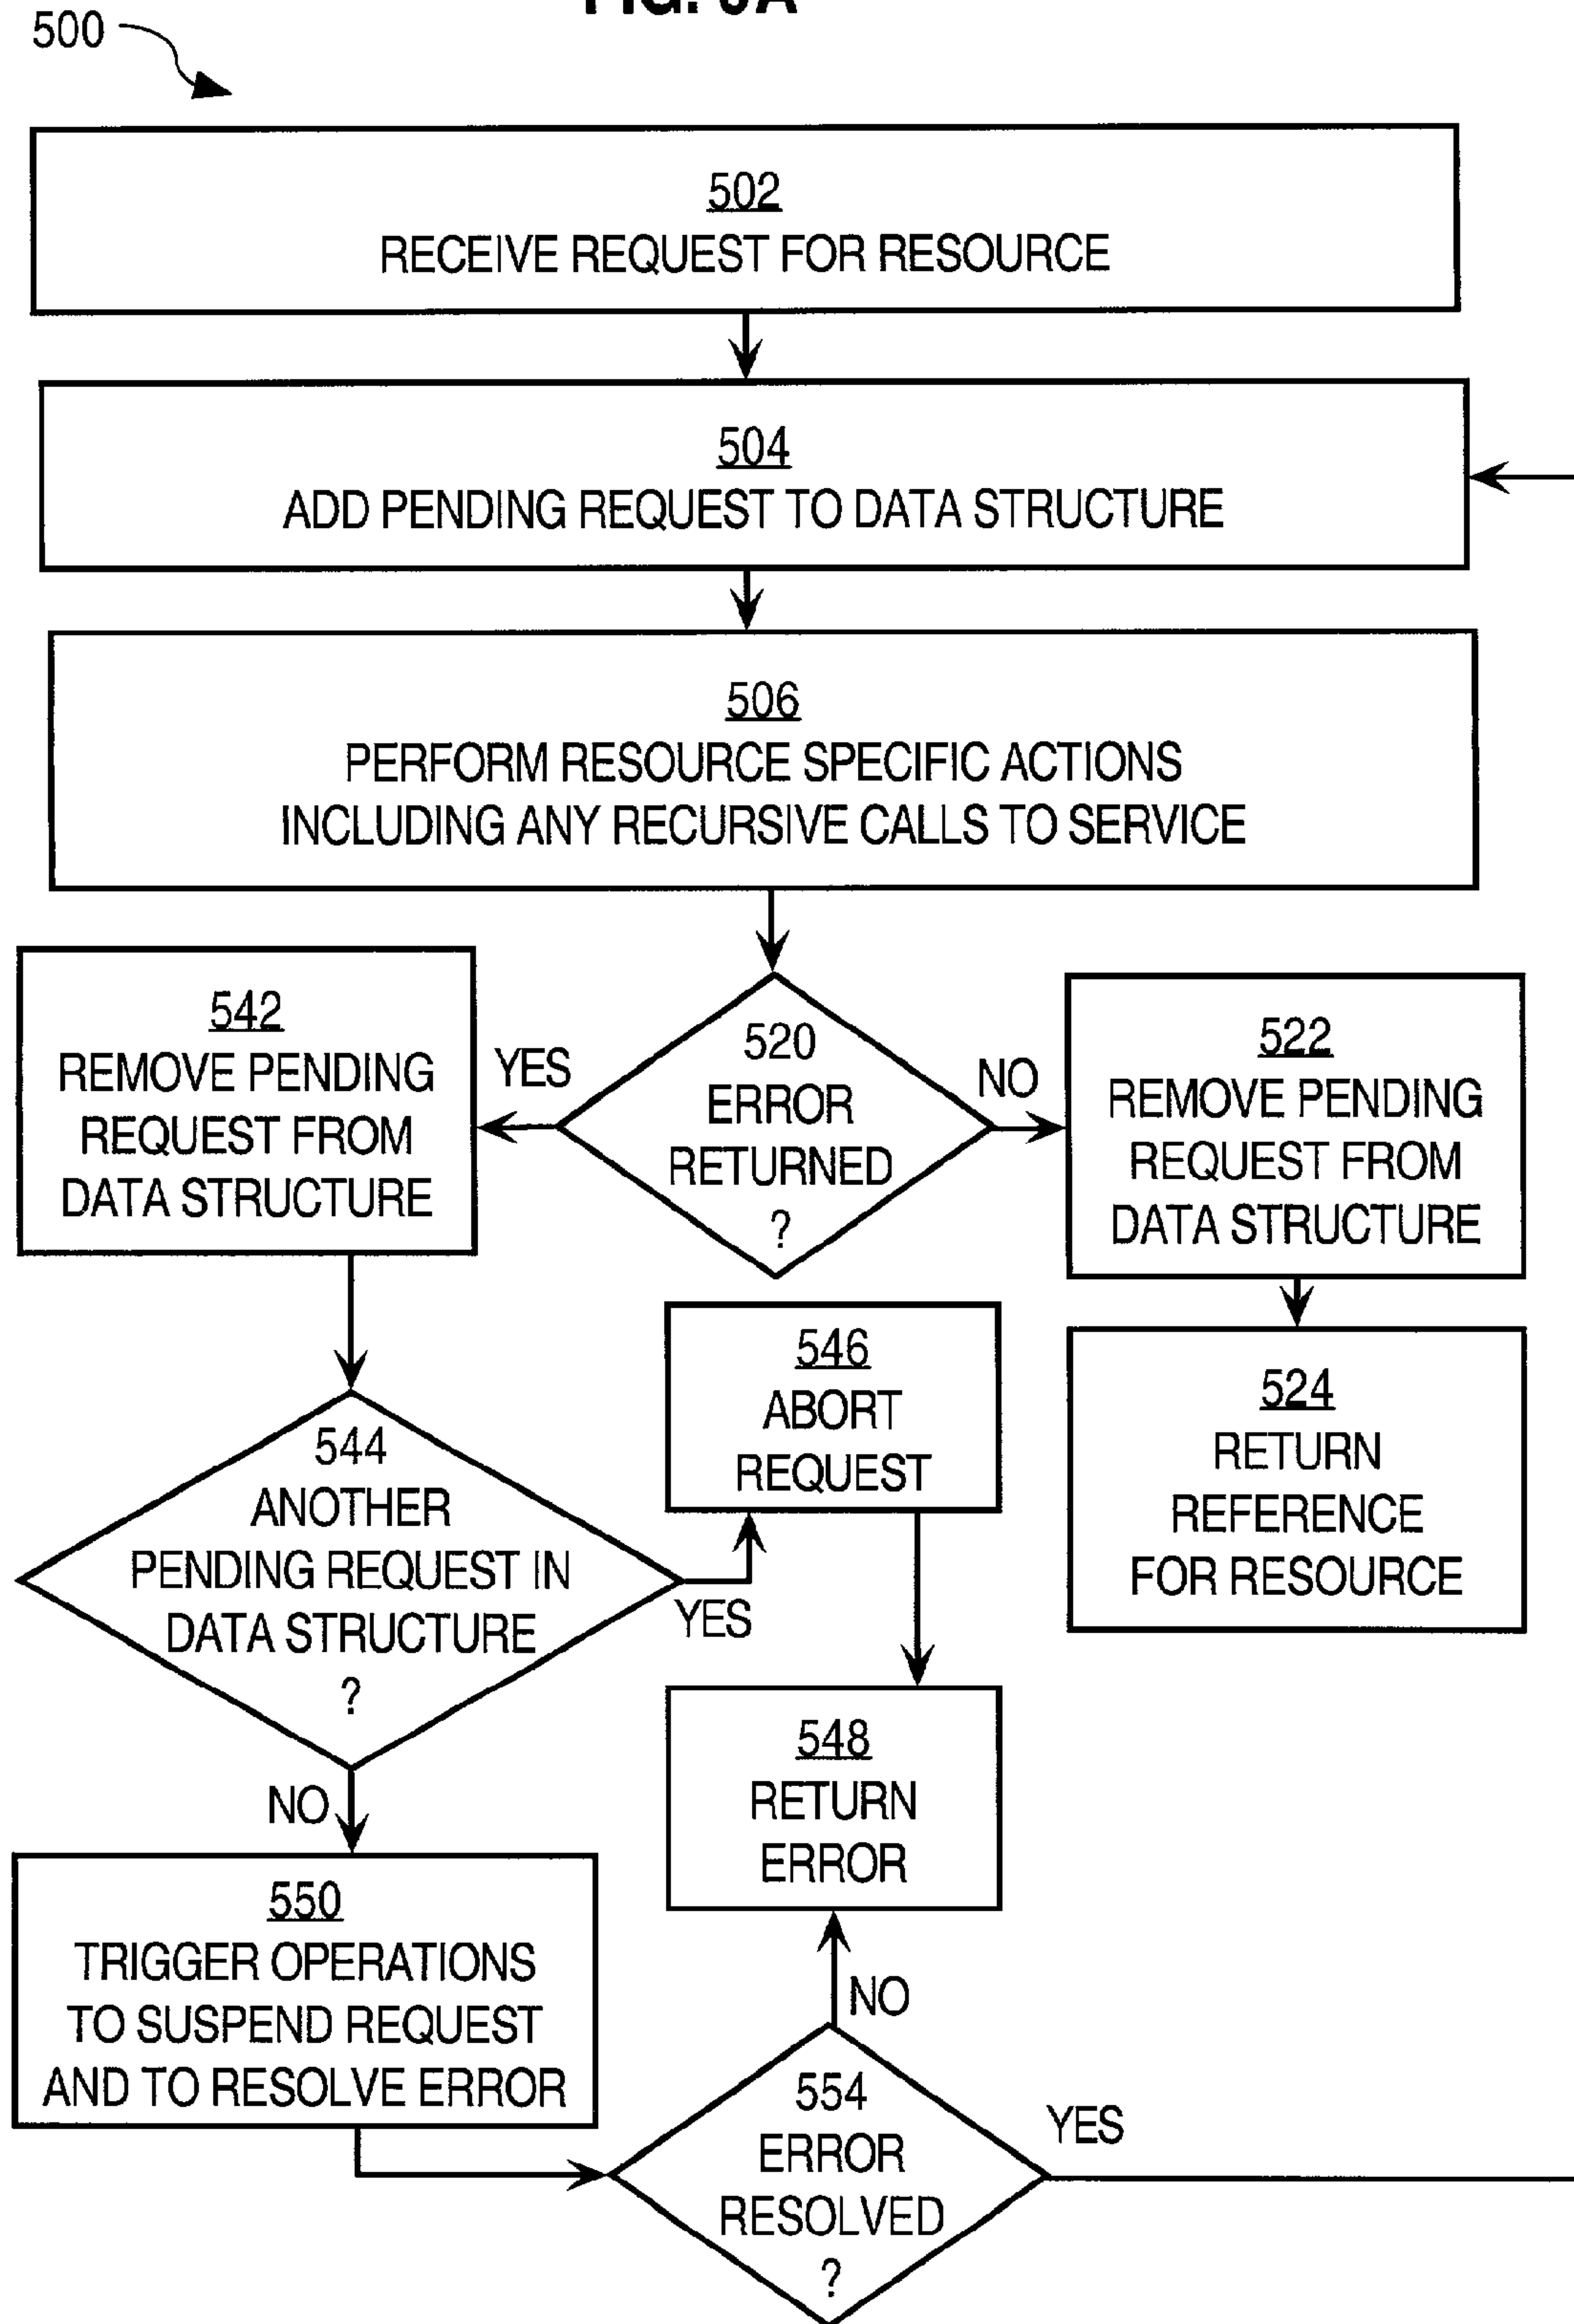 500
502
RECEIVE REQUEST FOR RESOURCE
504
ADD PENDING REQUEST TO DATA STRUCTURE
506
PERFORM RESOURCE SPECIFIC ACTIONS
INCLUDING ANY RECURSIVE CALLS TO SERVICE
542
REMOVE PENDING
REQUEST FROM
DATA STRUCTURE
YES
520
ERROR
RETURNED
?
NO
522
REMOVE PENDING
REQUEST FROM
DATA STRUCTURE
524
RETURN
REFERENCE
FOR RESOURCE
544
ANOTHER
PENDING REQUEST IN
DATA STRUCTURE
?
YES
546
ABORT
REQUEST
548
RETURN
ERROR
NO
550
TRIGGER OPERATIONS
TO SUSPEND REQUEST
AND TO RESOLVE ERROR
NO
554
ERROR
RESOLVED
?
YES